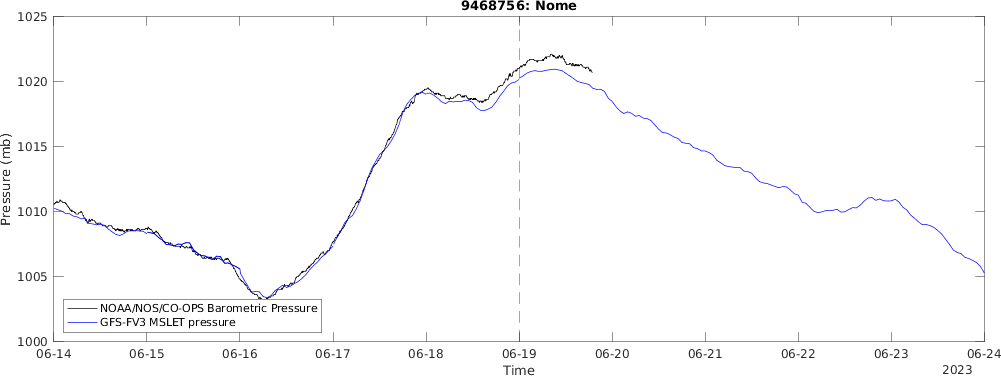 9468756: Nome
1025
1020
1015
1010
1005
1000
Pressure (mb)
NOAA/NOS/CO-OPS Barometric Pressure
GFS-FV3 MSLET pressure
06-14 06-15 06-16 06-17 06-18 06-19 06-20 06-21 06-22 06-23 06-24
Time
2023